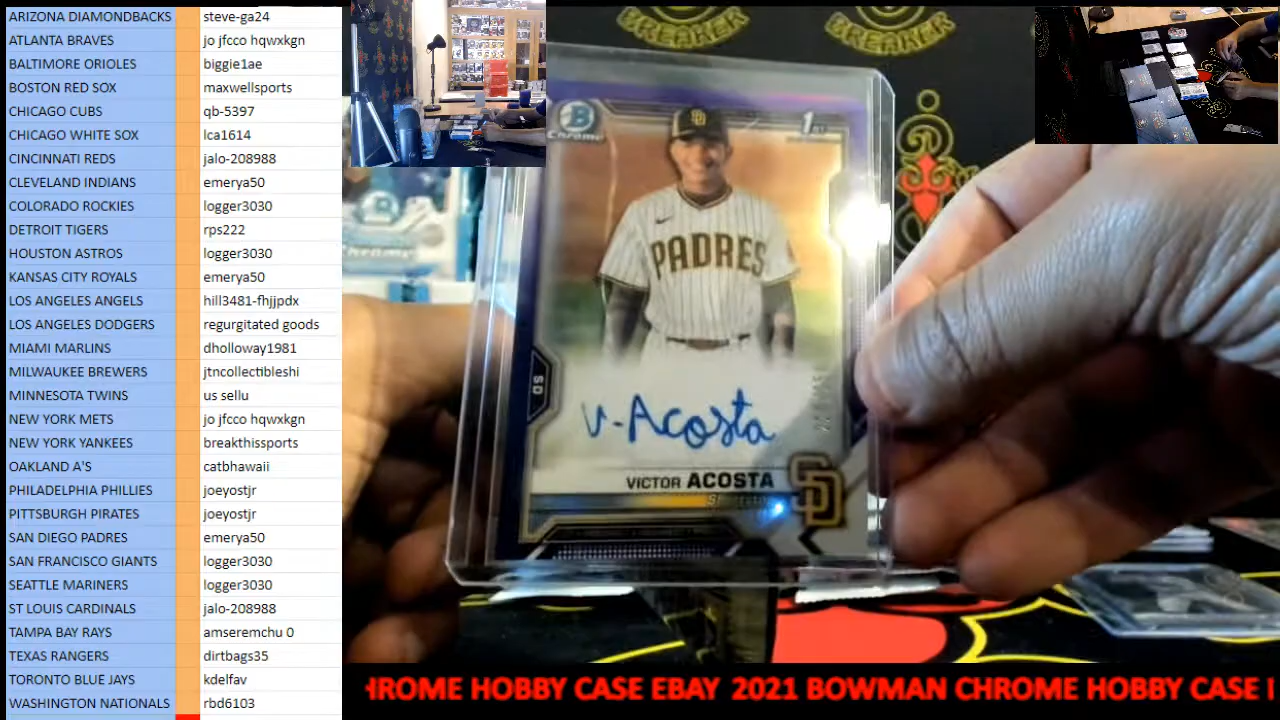 ARIZONA DIAMONDBACKS steve-ga24
ATLANTA BRAVES jo jfcco hqwxkgn
BALTIMORE ORIOLES biggie1ae
BOSTON RED SOX maxwellsports
CHICAGO CUBS qb-5397
CHICAGO WHITE SOX lca1614
CINCINNATI REDS jalo-208988
CLEVELAND INDIANS emerya50
COLORADO ROCKIES logger3030
DETROIT TIGERS rps222
HOUSTON ASTROS logger3030
KANSAS CITY ROYALS emerya50
LOS ANGELES ANGELS hill3481-fhjjpdx
LOS ANGELES DODGERS regurgitated goods
MIAMI MARLINS dholloway1981
MILWAUKEE BREWERS jtncollectibleshi
MINNESOTA TWINS us sellu
NEW YORK METS jo jfcco hqwxkgn
NEW YORK YANKEES breakthissports
OAKLAND A'S catbhawaii
PHILADELPHIA PHILLIES joeyostjr
PITTSBURGH PIRATES joeyostjr
SAN DIEGO PADRES emerya50
SAN FRANCISCO GIANTS logger3030
SEATTLE MARINERS logger3030
ST LOUIS CARDINALS jalo-208988
TAMPA BAY RAYS amseremchu 0
TEXAS RANGERS dirtbags35
TORONTO BLUE JAYS kdelfav
WASHINGTON NATIONALS rbd6103
BREAKER
BREAKER
B
Chrome
1ST
PADRES
SD
V-Acosta
VICTOR ACOSTA
SD
HROME HOBBY CASE EBAY 2021 BOWMAN CHROME HOBBY CASE